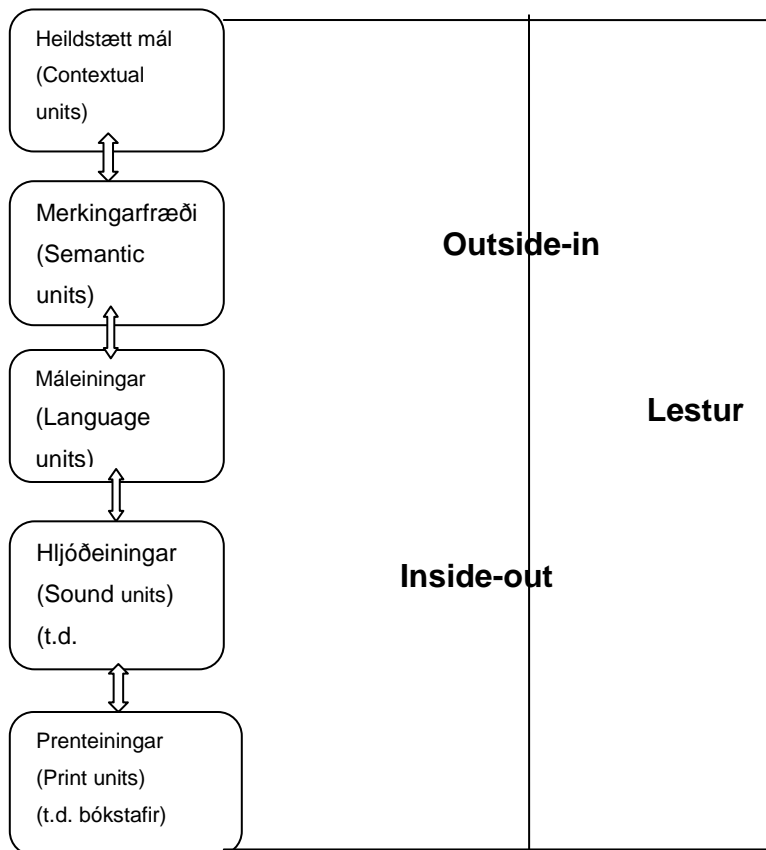 Heildstætt mál
(Contextual
units)
Merkingarfræði
(Semantic
units)
Outside-in
Máleiningar
(Language
units)
Lestur
Hljóðeiningar
(Sound units)
(t.d.
Inside-out
Prenteiningar
(Print units)
(t.d. bókstafir)